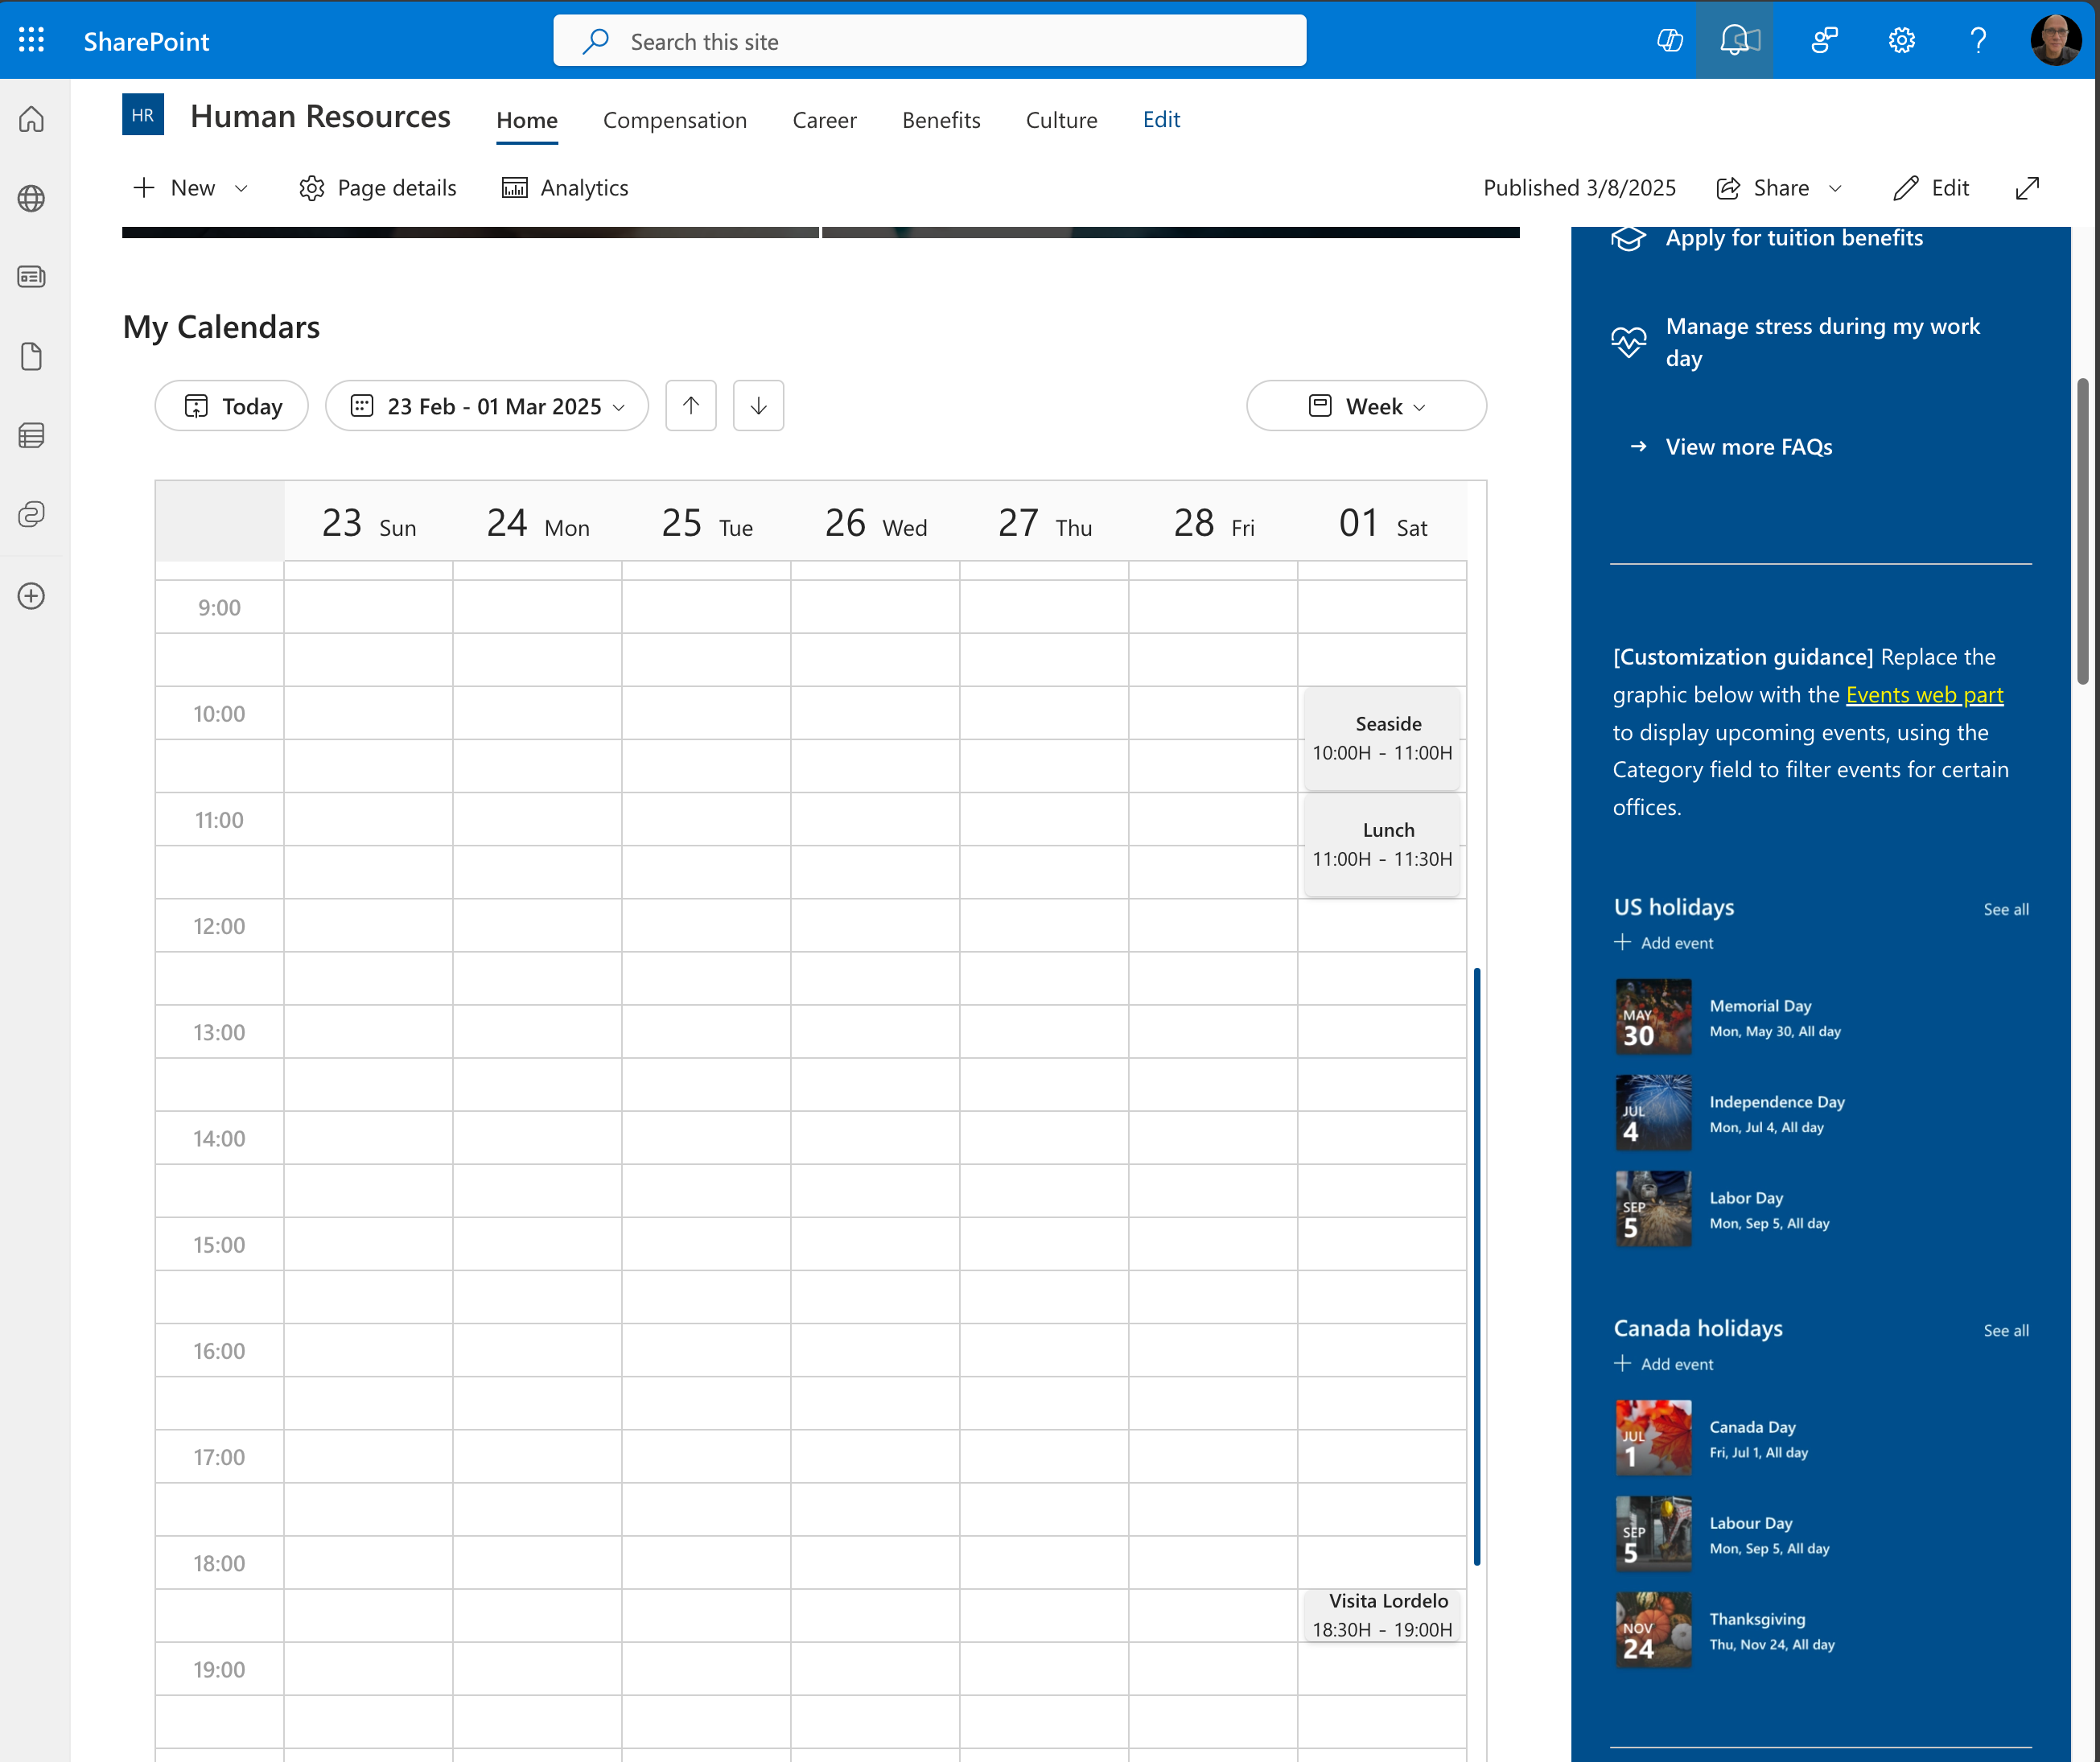 SharePoint
Search this site
HR
Human Resources
Home
Compensation
Career
Benefits
Culture
Edit
New
Page details
Analytics
Published 3/8/2025
Share
Edit
My Calendars
Today
23 Feb - 01 Mar 2025
Week
23 Sun
24 Mon
25 Tue
26 Wed
27 Thu
28 Fri
01 Sat
9:00
10:00
Seaside
10:00H - 11:00H
11:00
Lunch
11:00H - 11:30H
12:00
13:00
14:00
15:00
16:00
17:00
18:00
Visita Lordelo
18:30H - 19:00H
19:00
Apply for tuition benefits
Manage stress during my work
day
View more FAQs
[Customization guidance] Replace the
graphic below with the Events web part
to display upcoming events, using the
Category field to filter events for certain
offices.
US holidays
See all
Add event
MAY
30
Memorial Day
Mon, May 30, All day
JUL
4
Independence Day
Mon, Jul 4, All day
SEP
5
Labor Day
Mon, Sep 5, All day
Canada holidays
See all
Add event
JUL
1
Canada Day
Fri, Jul 1, All day
SEP
5
Labour Day
Mon, Sep 5, All day
NOV
24
Thanksgiving
Thu, Nov 24, All day